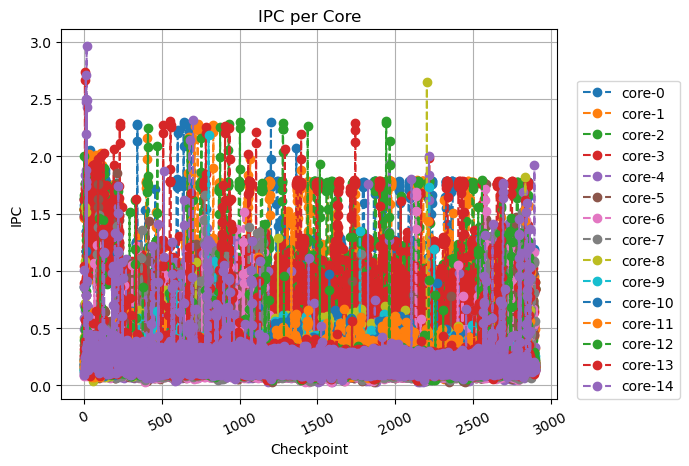 IPC per Core
3.0
2.5
2.0
1.5
1.0
0.5
0.0
IPC
0
500
1000
1500
2000
2500
3000
Checkpoint
core-0
core-1
core-2
core-3
core-4
core-5
core-6
core-7
core-8
core-9
core-10
core-11
core-12
core-13
core-14